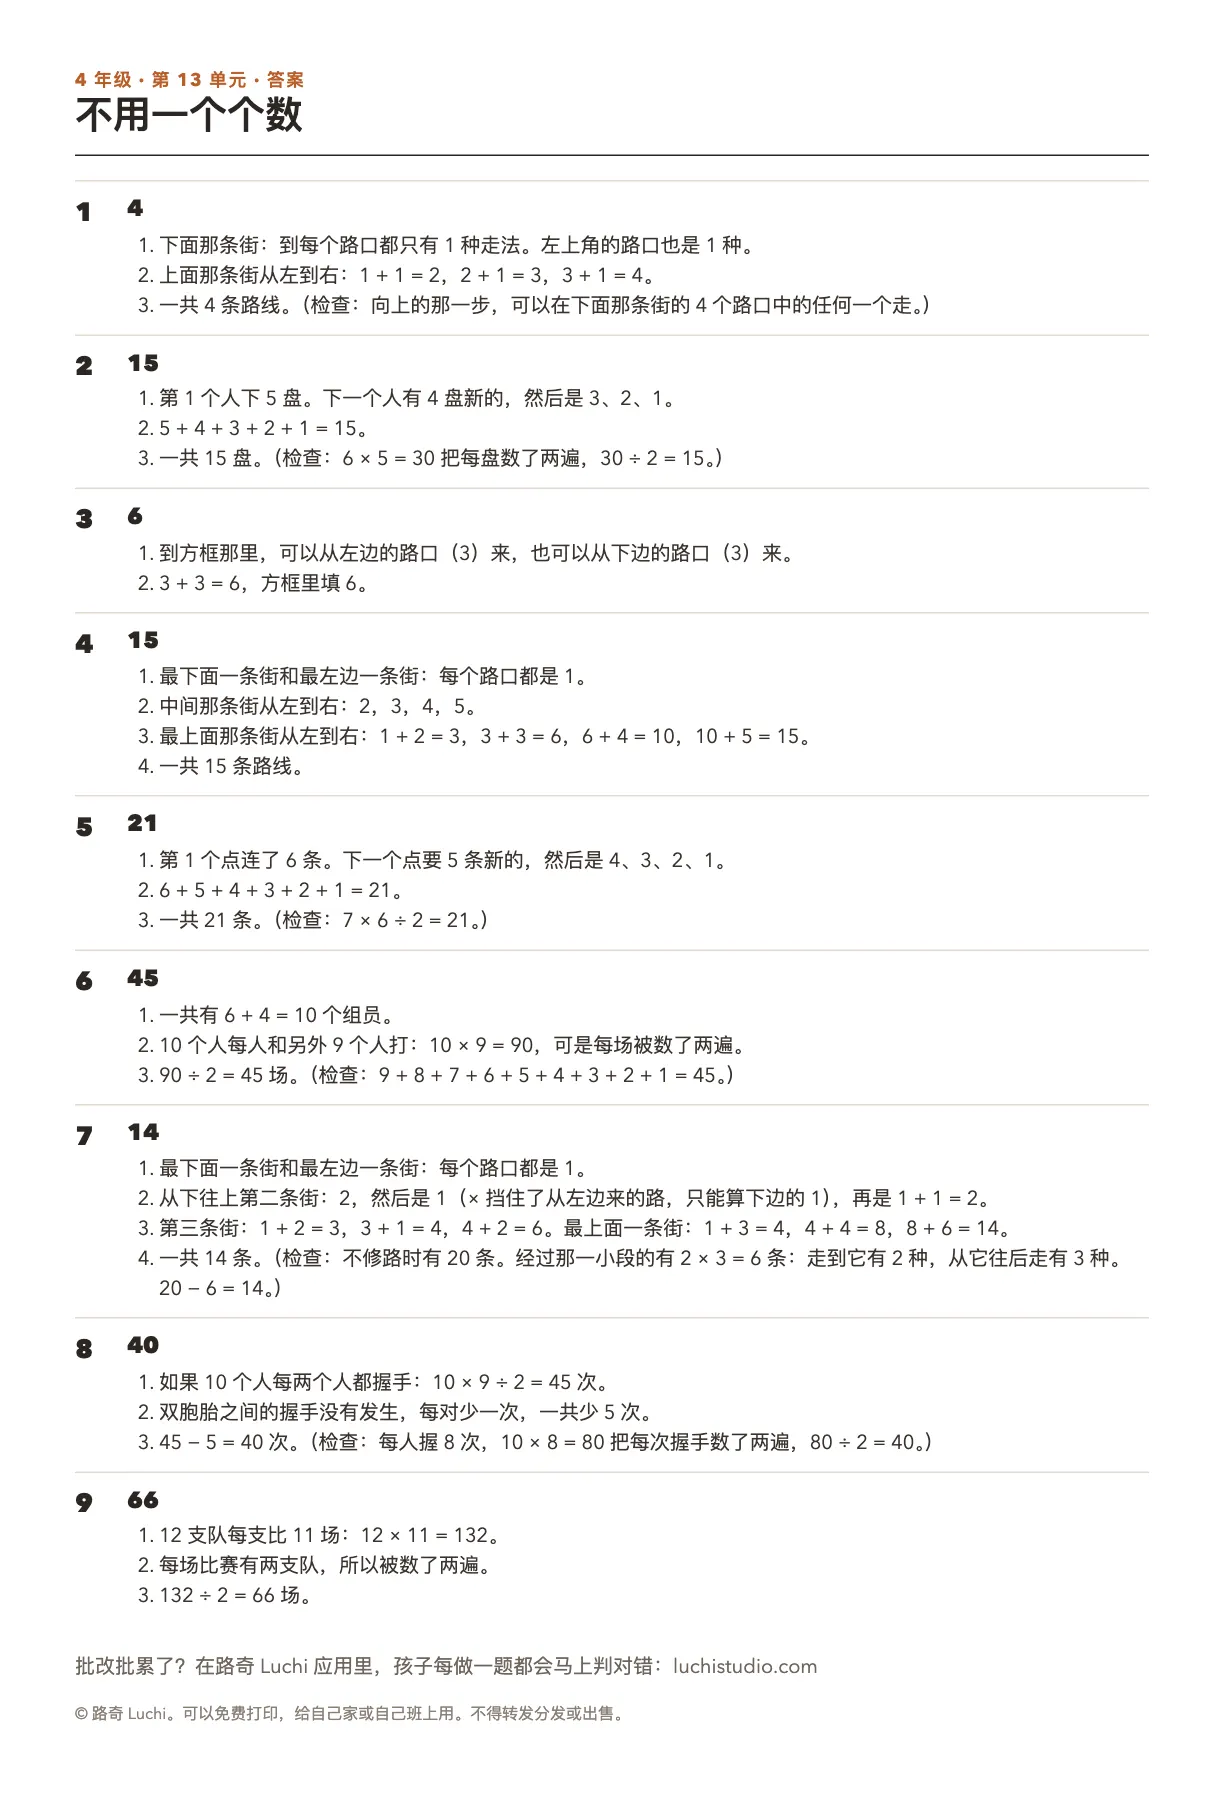 4 年级 · 第 13 单元 · 答案
不用一个个数
1 4
1. 下面那条街：到每个路口都只有 1 种走法。左上角的路口也是 1 种。
2. 上面那条街从左到右：1 + 1 = 2，2 + 1 = 3，3 + 1 = 4。
3. 一共 4 条路线。（检查：向上的那一步，可以在下面那条街的 4 个路口中的任何一个走。）
2 15
1. 第 1 个人下 5 盘。下一个人有 4 盘新的，然后是 3、2、1。
2. 5 + 4 + 3 + 2 + 1 = 15。
3. 一共 15 盘。（检查：6 × 5 = 30 把每盘数了两遍，30 ÷ 2 = 15。）
3 6
1. 到方框那里，可以从左边的路口（3）来，也可以从下边的路口（3）来。
2. 3 + 3 = 6，方框里填 6。
4 15
1. 最下面一条街和最左边一条街：每个路口都是 1。
2. 中间那条街从左到右：2，3，4，5。
3. 最上面那条街从左到右：1 + 2 = 3，3 + 3 = 6，6 + 4 = 10，10 + 5 = 15。
4. 一共 15 条路线。
5 21
1. 第 1 个点连了 6 条。下一个点要 5 条新的，然后是 4、3、2、1。
2. 6 + 5 + 4 + 3 + 2 + 1 = 21。
3. 一共 21 条。（检查：7 × 6 ÷ 2 = 21。）
6 45
1. 一共有 6 + 4 = 10 个组员。
2. 10 个人每人和另外 9 个人打：10 × 9 = 90，可是每场被数了两遍。
3. 90 ÷ 2 = 45 场。（检查：9 + 8 + 7 + 6 + 5 + 4 + 3 + 2 + 1 = 45。）
7 14
1. 最下面一条街和最左边一条街：每个路口都是 1。
2. 从下往上第二条街：2，然后是 1（× 挡住了从左边来的路，只能算下边的 1），再是 1 + 1 = 2。
3. 第三条街：1 + 2 = 3，3 + 1 = 4，4 + 2 = 6。最上面一条街：1 + 3 = 4，4 + 4 = 8，8 + 6 = 14。
4. 一共 14 条。（检查：不修路时有 20 条。经过那一小段的有 2 × 3 = 6 条：走到它有 2 种，从它往后走有 3 种。
20 − 6 = 14。）
8 40
1. 如果 10 个人每两个人都握手：10 × 9 ÷ 2 = 45 次。
2. 双胞胎之间的握手没有发生，每对少一次，一共少 5 次。
3. 45 − 5 = 40 次。（检查：每人握 8 次，10 × 8 = 80 把每次握手数了两遍，80 ÷ 2 = 40。）
9 66
1. 12 支队每支比 11 场：12 × 11 = 132。
2. 每场比赛有两支队，所以被数了两遍。
3. 132 ÷ 2 = 66 场。
批改批累了？在路奇 Luchi 应用里，孩子每做一题都会马上判对错：luchistudio.com
© 路奇 Luchi。可以免费打印，给自己家或自己班上用。不得转发分发或出售。